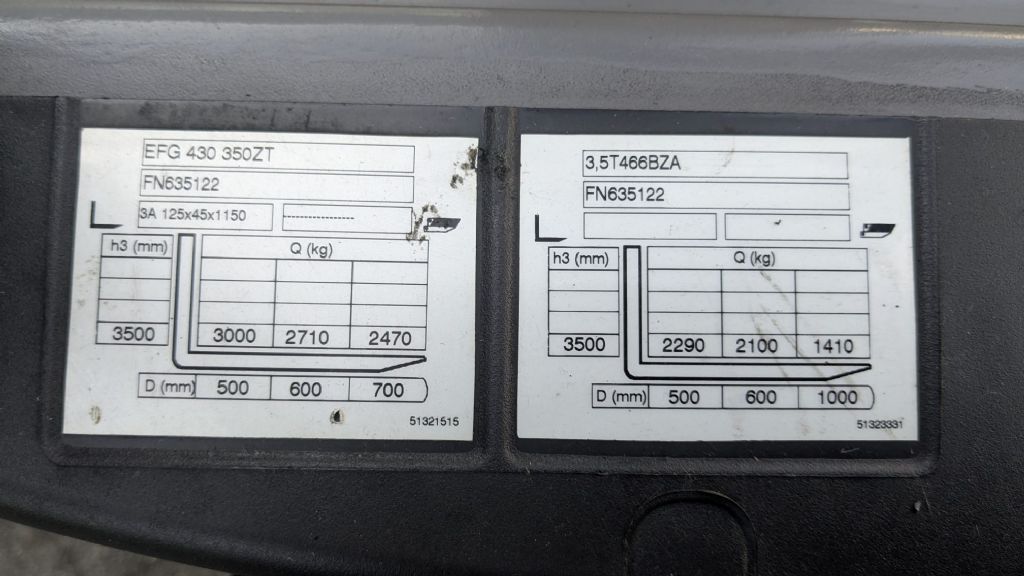 EFG 430 350ZT
FN635122
3A 125x45x1150 ----------------
h3 (mm) Q (kg)
3500 3000 2710 2470
D (mm) 500 600 700
51321515
3,5T466BZA
FN635122
h3 (mm) Q (kg)
3500 2290 2100 1410
D (mm) 500 600 1000
51323331